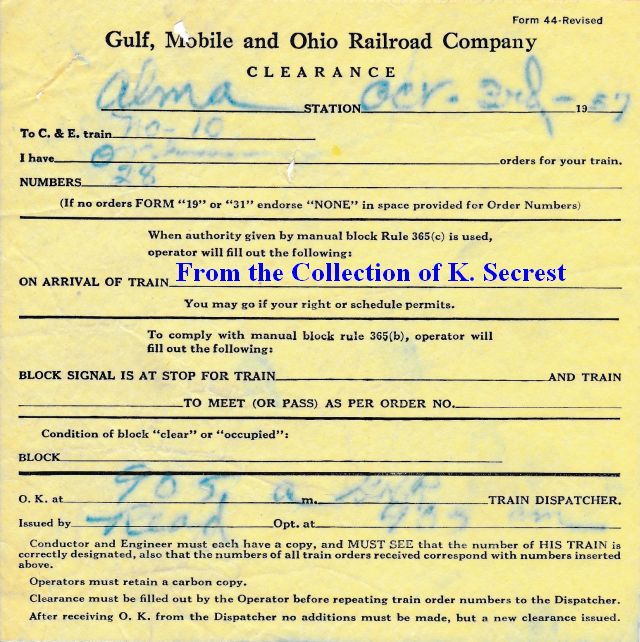 Form 44-Revised
Gulf, Mobile and Ohio Railroad Company
CLEARANCE
Alma STATION Oct. 3rd - 1957
To C. & E. train No-10
I have orders for your train.
NUMBERS 28
(If no orders FORM "19" or "31" endorse "NONE" in space provided for Order Numbers)
When authority given by manual block Rule 365(c) is used,
operator will fill out the following:
ON ARRIVAL OF TRAIN From the Collection of K. Secrest
You may go if your right or schedule permits.
To comply with manual block rule 365(b), operator will
fill out the following:
BLOCK SIGNAL IS AT STOP FOR TRAIN AND TRAIN
TO MEET (OR PASS) AS PER ORDER NO.
Condition of block "clear" or "occupied":
BLOCK
O. K. at 905 a m. TRAIN DISPATCHER.
Issued by Read Opt. at 905 am
Conductor and Engineer must each have a copy, and MUST SEE that the number of HIS TRAIN is
correctly designated, also that the numbers of all train orders received correspond with numbers inserted
above.
Operators must retain a carbon copy.
Clearance must be filled out by the Operator before repeating train order numbers to the Dispatcher.
After receiving O. K. from the Dispatcher no additions must be made, but a new clearance issued.